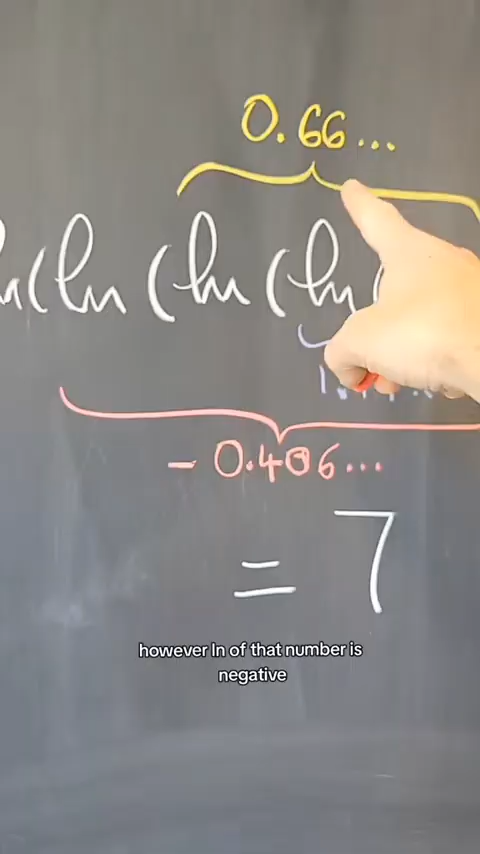 0.66...
ln(ln(ln(ln(
- 0.406...
= 7
however ln of that number is
negative